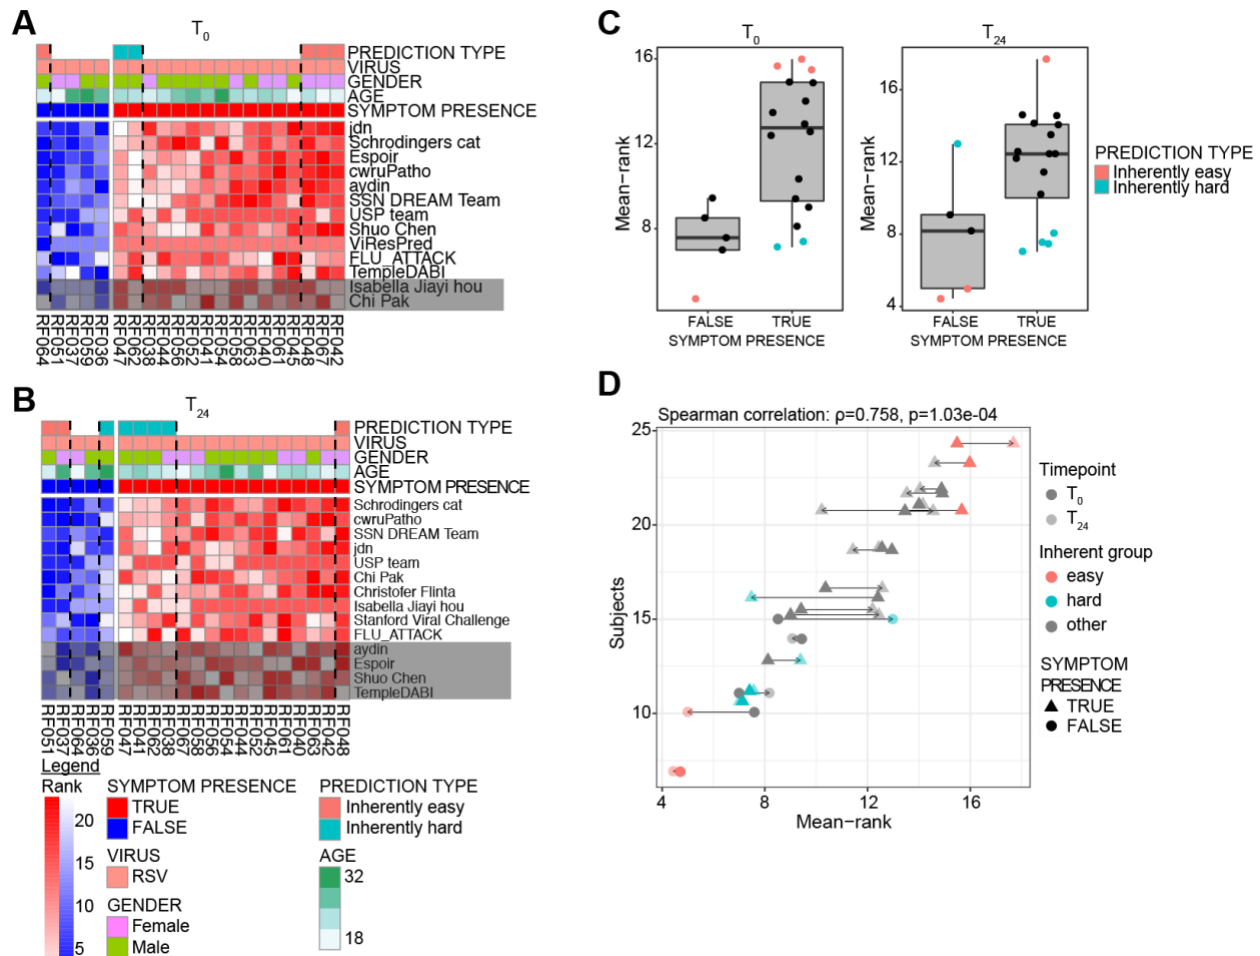 A
T0
PREDICTION TYPE
VIRUS
GENDER
AGE
SYMPTOM PRESENCE
jdn
Schrodingers cat
Espoir
cwruPatho
aydin
SSN DREAM Team
USP team
Shuo Chen
ViResPred
FLU_ATTACK
TempleDABI
Isabella Jiayi hou
Chi Pak
RF064
RF051
RF037
RF059
RF036
RF047
RF062
RF038
RF044
RF056
RF052
RF041
RF054
RF058
RF063
RF040
RF061
RF045
RF048
RF067
RF042
B
T24
PREDICTION TYPE
VIRUS
GENDER
AGE
SYMPTOM PRESENCE
Schrodingers cat
cwruPatho
SSN DREAM Team
jdn
USP team
Chi Pak
Christofer Flinta
Isabella Jiayi hou
Stanford Viral Challenge
FLU_ATTACK
aydin
Espoir
Shuo Chen
TempleDABI
RF051
RF037
RF064
RF036
RF059
RF047
RF041
RF062
RF038
RF067
RF058
RF056
RF054
RF044
RF052
RF045
RF061
RF040
RF063
RF042
RF048
Legend
Rank
20
15
10
5
SYMPTOM PRESENCE
TRUE
FALSE
VIRUS
RSV
GENDER
Female
Male
PREDICTION TYPE
Inherently easy
Inherently hard
AGE
32
18
C
T0
Mean-rank
16
12
8
FALSE TRUE
SYMPTOM PRESENCE
T24
Mean-rank
16
12
8
4
FALSE TRUE
SYMPTOM PRESENCE
PREDICTION TYPE
Inherently easy
Inherently hard
D
Spearman correlation: ρ=0.758, p=1.03e-04
Subjects
25
20
15
10
4 8 12 16
Mean-rank
Timepoint
T0
T24
Inherent group
easy
hard
other
SYMPTOM
PRESENCE
TRUE
FALSE